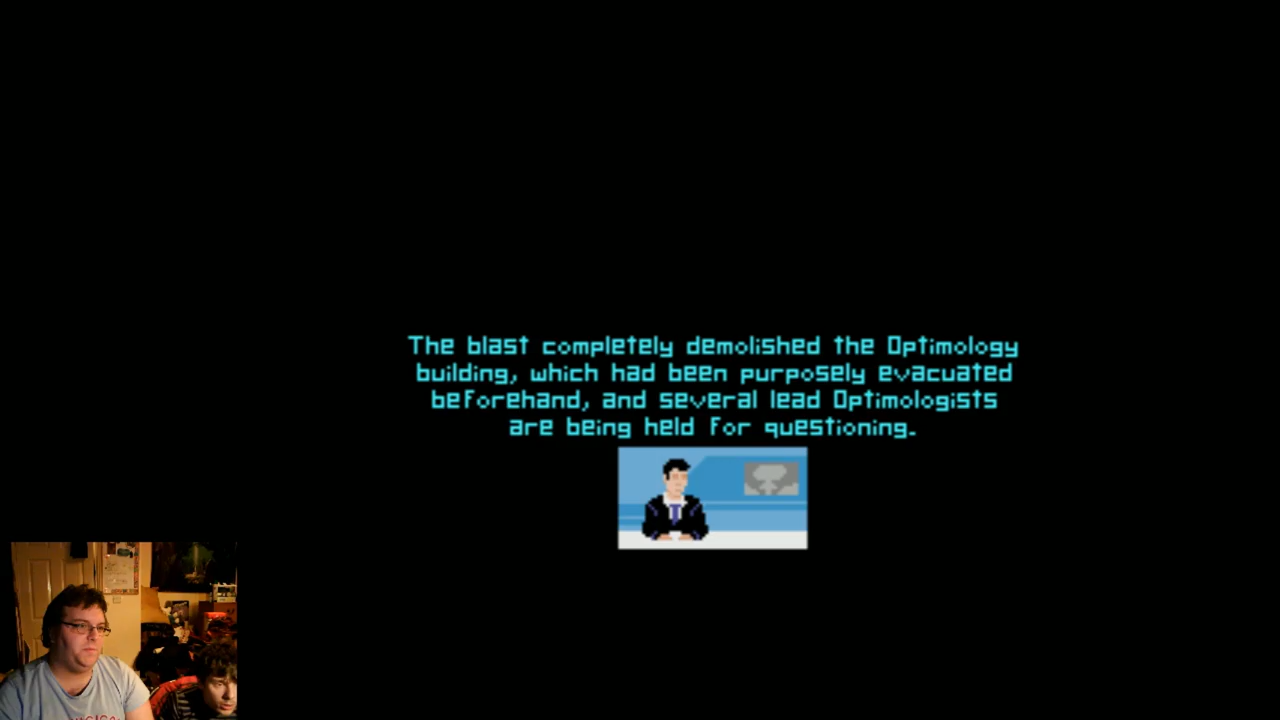 The blast completely demolished the Optimology
building, which had been purposely evacuated
beforehand, and several lead Optimologists
are being held for questioning.